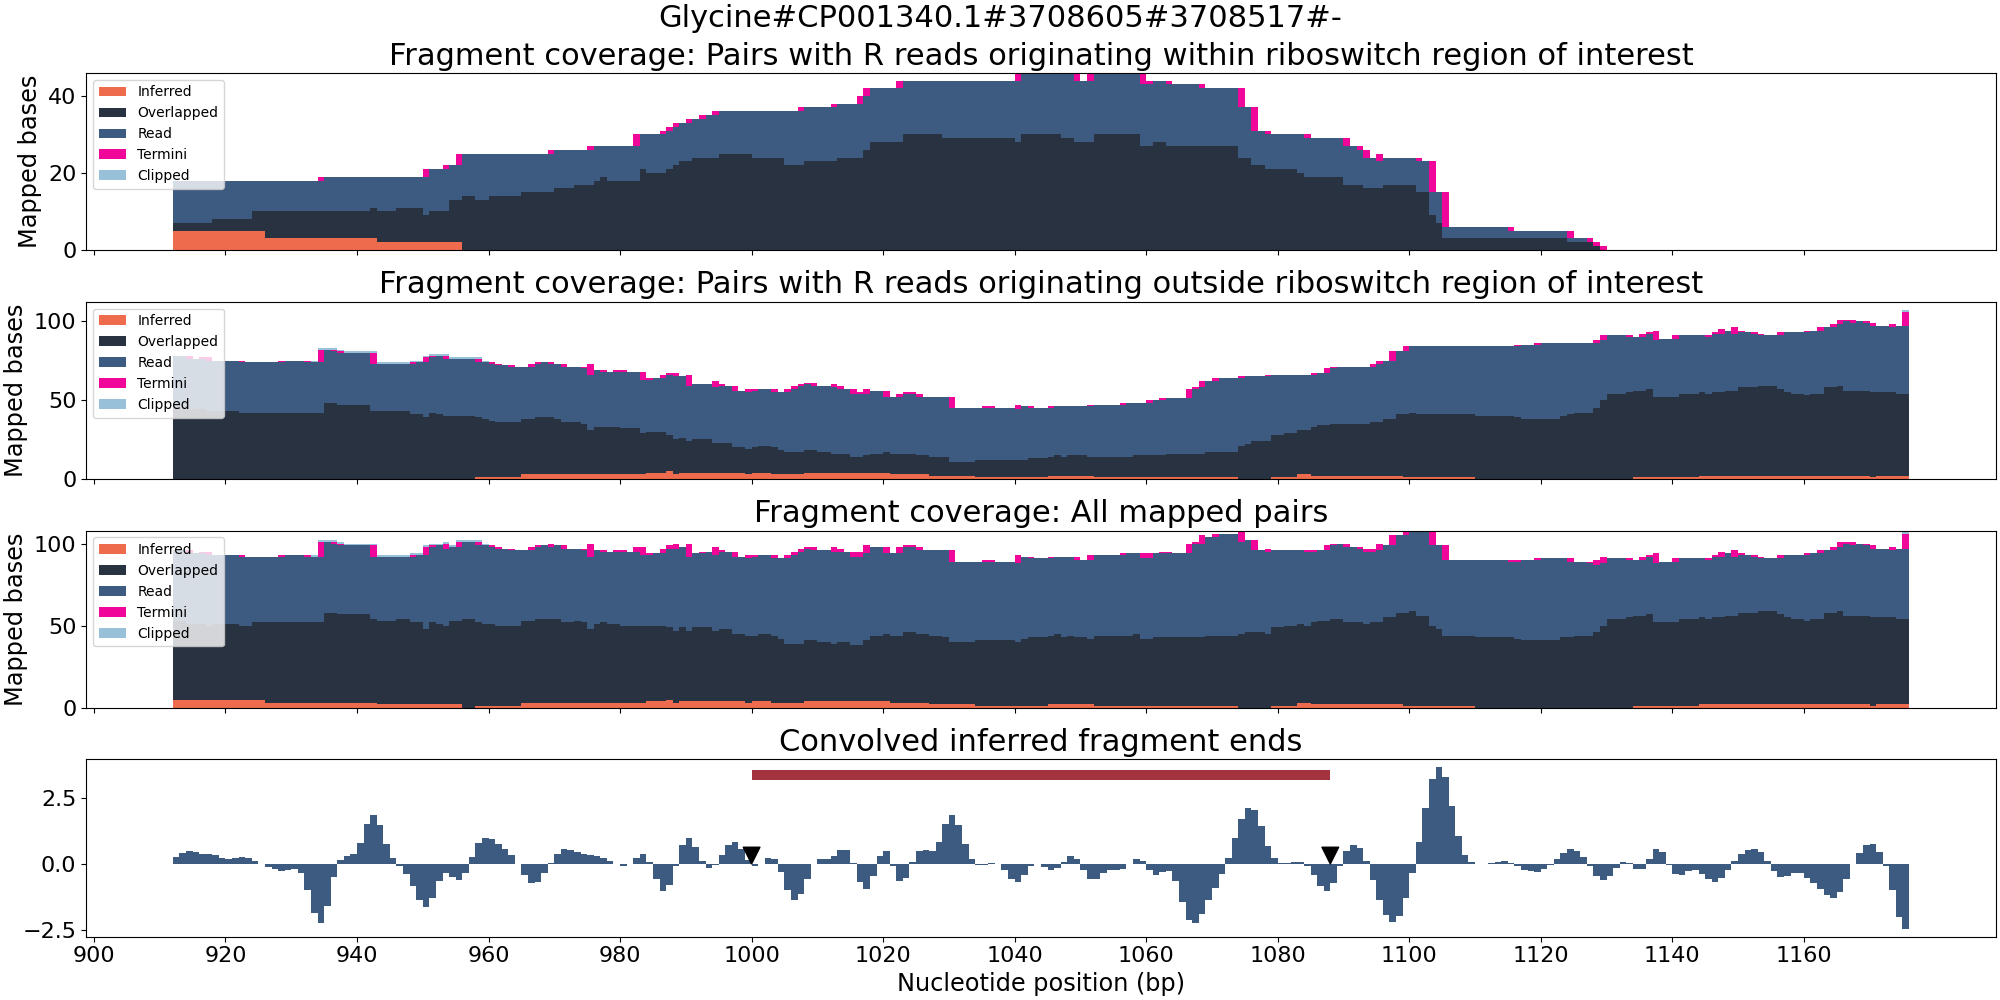 Glycine#CP001340.1#3708605#3708517#-
Fragment coverage: Pairs with R reads originating within riboswitch region of interest
Mapped bases
40
20
0
Inferred
Overlapped
Read
Termini
Clipped
Fragment coverage: Pairs with R reads originating outside riboswitch region of interest
Mapped bases
100
50
0
Inferred
Overlapped
Read
Termini
Clipped
Fragment coverage: All mapped pairs
Mapped bases
100
50
0
Inferred
Overlapped
Read
Termini
Clipped
Convolved inferred fragment ends
2.5
0.0
−2.5
900 920 940 960 980 1000 1020 1040 1060 1080 1100 1120 1140 1160
Nucleotide position (bp)